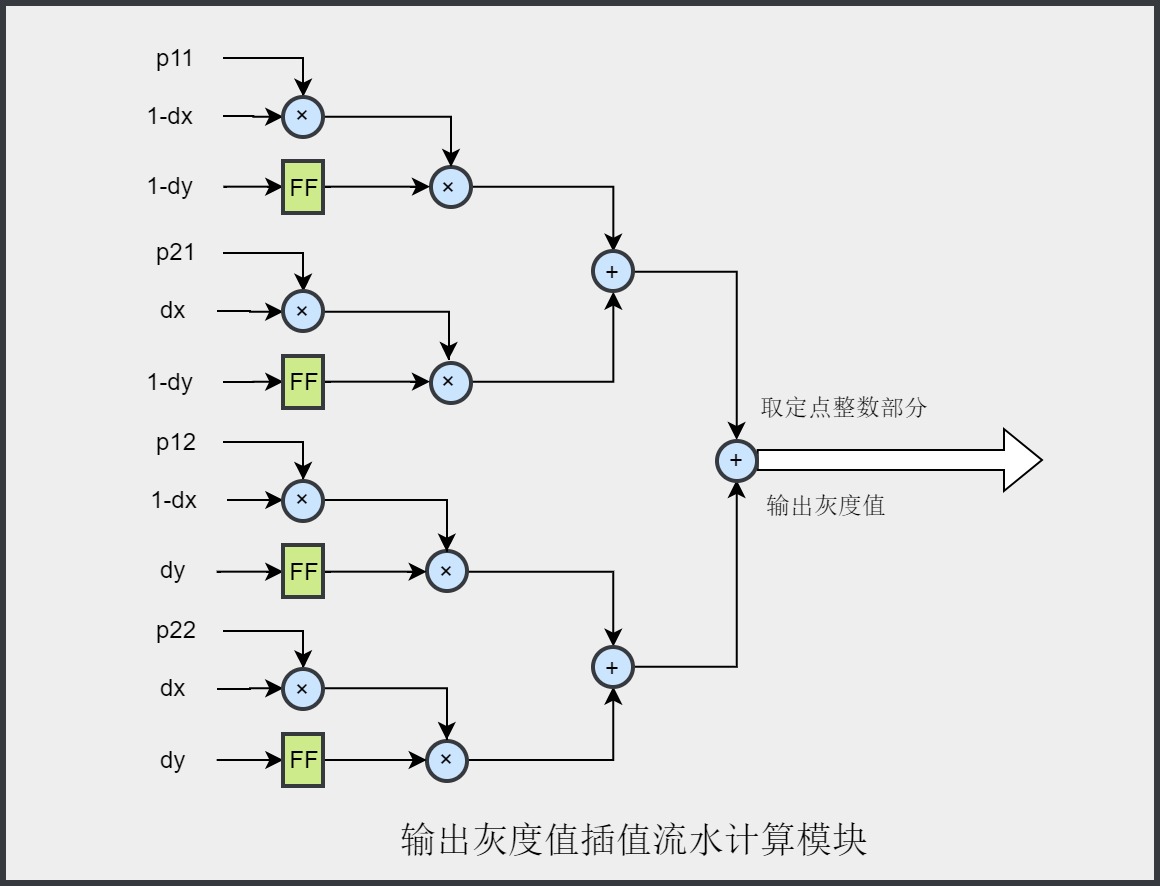 p11
1-dx
×
1-dy
FF
×
p21
+
dx
×
1-dy
FF
×
取定点整数部分
p12
+
1-dx
×
输出灰度值
dy
FF
×
p22
+
dx
×
dy
FF
×
输出灰度值插值流水计算模块